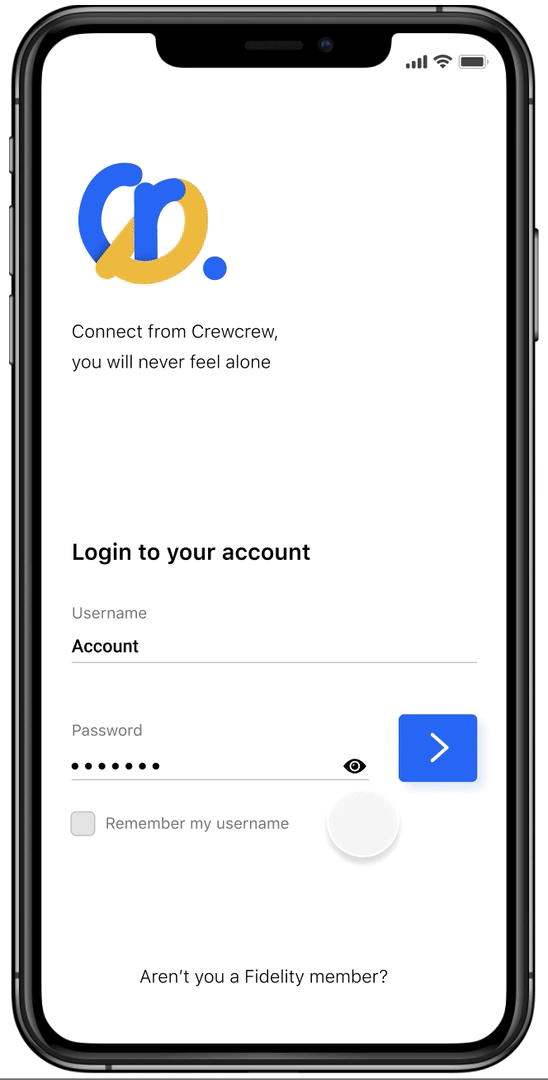 Connect from Crewcrew,
you will never feel alone
Login to your account
Username
Account
Password
•••••••
Remember my username
Aren’t you a Fidelity member?